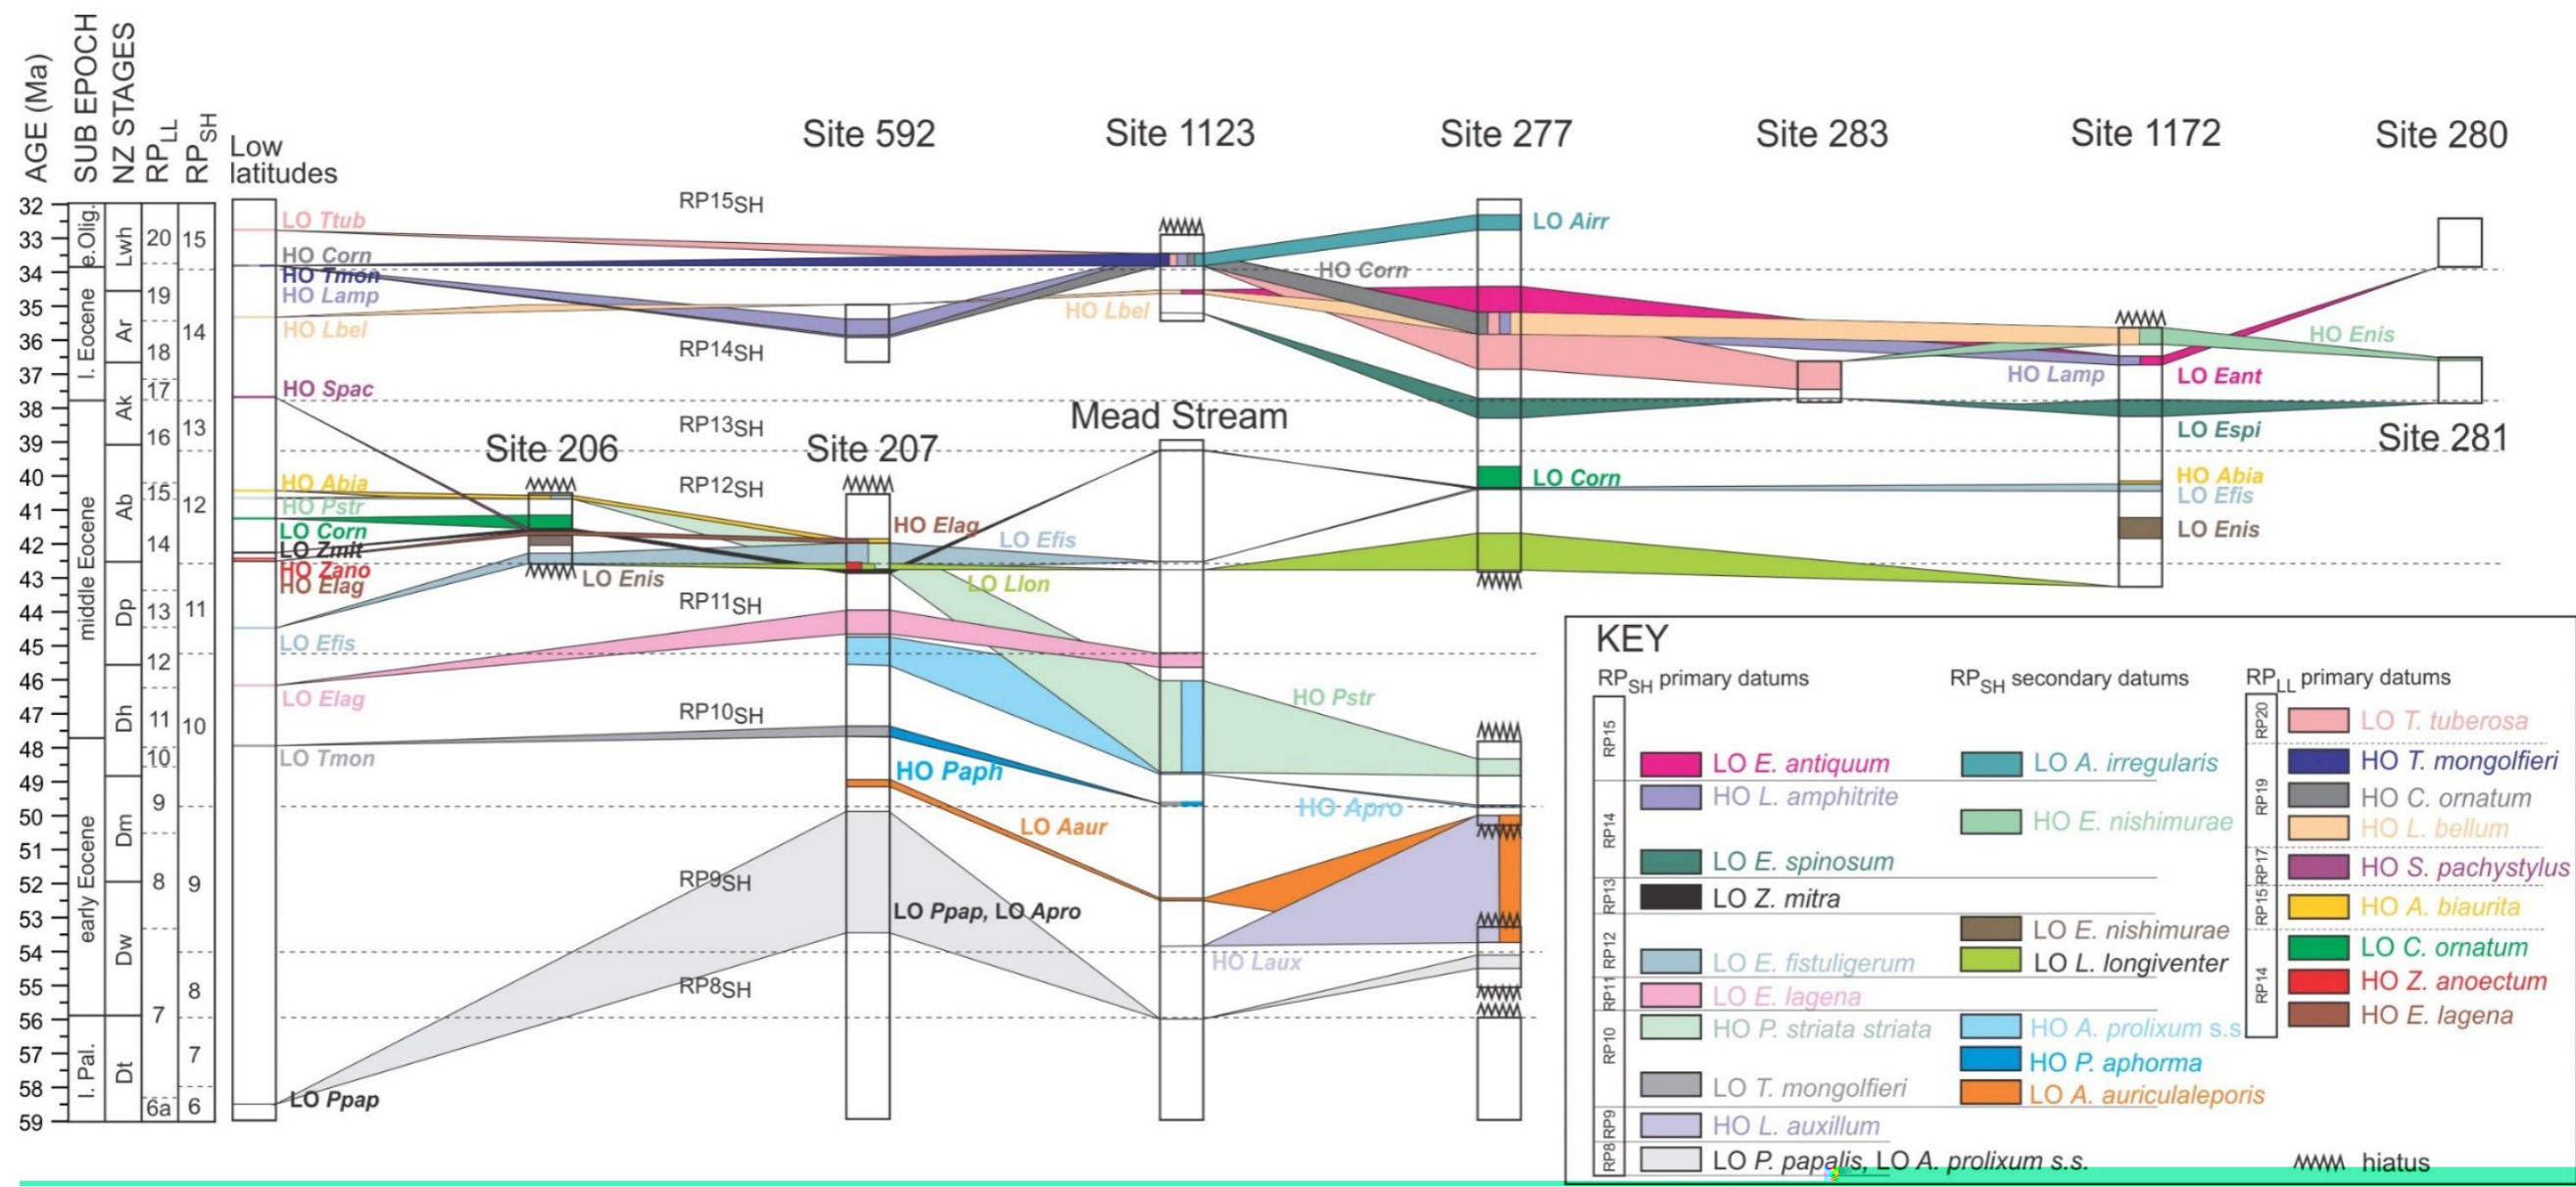 AGE (Ma)
SUB EPOCH
NZ STAGES
RPLL
RPSH
Low
latitudes
Site 592
Site 1123
Site 277
Site 283
Site 1172
Site 280
Site 206
Site 207
Mead Stream
Site 281
32
33
34
35
36
37
38
39
40
41
42
43
44
45
46
47
48
49
50
51
52
53
54
55
56
57
58
59
e.Olig.
l. Eocene
middle Eocene
early Eocene
l. Pal.
Lwh
Ar
Ak
Ab
Dp
Dh
Dm
Dw
Dt
20
19
18
17
16
15
14
13
12
11
10
9
8
7
6a
15
14
13
12
11
10
9
8
7
6
LO Ttub
HO Corn
HO Tmon
HO Lamp
HO Lbel
HO Spac
HO Abia
HO Pstr
LO Corn
LO Zmit
HO Zano
HO Elag
LO Efis
LO Elag
LO Tmon
LO Ppap
RP15SH
RP14SH
RP13SH
RP12SH
RP11SH
RP10SH
RP9SH
RP8SH
LO Enis
HO Elag
LO Efis
LO Llon
HO Lbel
HO Corn
LO Airr
LO Corn
HO Pstr
HO Paph
HO Apro
LO Aaur
LO Ppap, LO Apro
HO Laux
HO Enis
HO Lamp
LO Eant
LO Espi
HO Abia
LO Efis
LO Enis
KEY
RPSH primary datums
RPSH secondary datums
RPLL primary datums
RP15
LO E. antiquum
RP14
HO L. amphitrite
LO E. spinosum
RP13
LO Z. mitra
RP12
LO E. fistuligerum
RP11
LO E. lagena
RP10
HO P. striata striata
LO T. mongolfieri
RP9
HO L. auxillum
RP8
LO P. papalis, LO A. prolixum s.s.
LO A. irregularis
HO E. nishimurae
LO E. nishimurae
LO L. longiventer
HO A. prolixum s.s
HO P. aphorma
LO A. auriculaleporis
RP20
LO T. tuberosa
RP19
HO T. mongolfieri
HO C. ornatum
HO L. bellum
RP17
HO S. pachystylus
RP15
HO A. biaurita
RP14
LO C. ornatum
HO Z. anoectum
HO E. lagena
hiatus